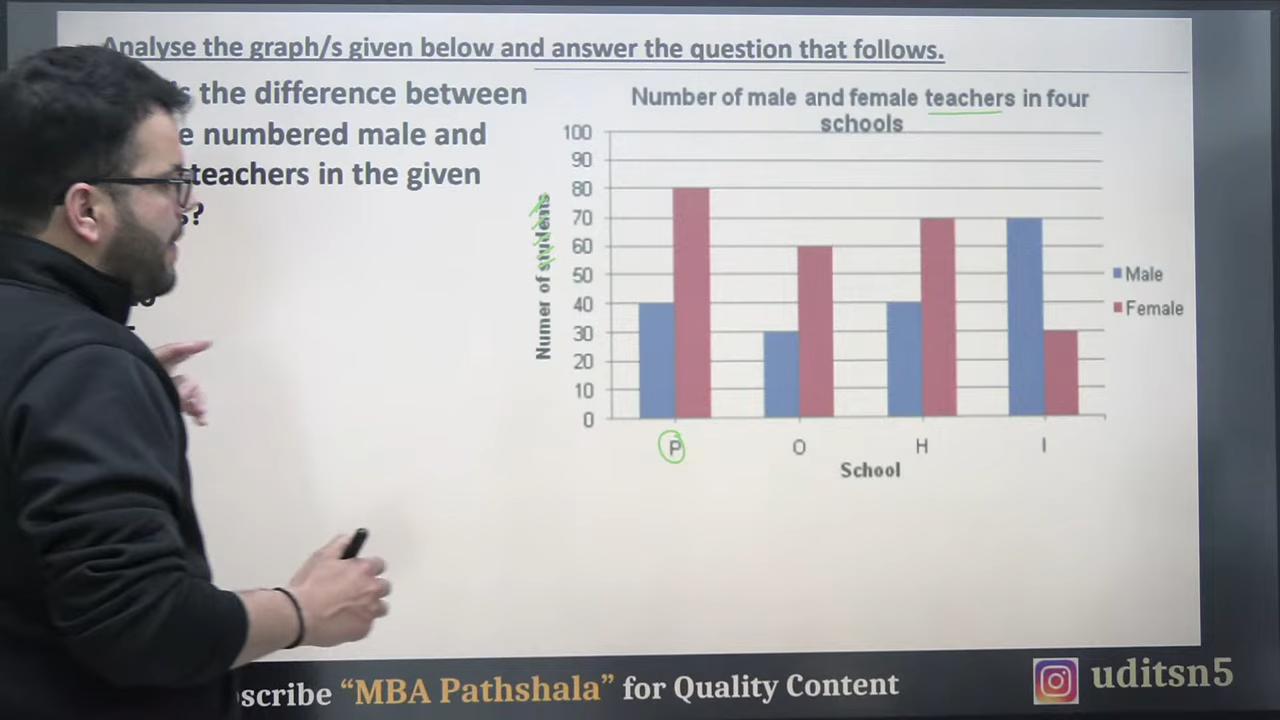 Analyse the graph/s given below and answer the question that follows.
the difference between
numbered male and
teachers in the given
?
Number of male and female teachers in four
schools
Numer of students
100
90
80
70
60
50
40
30
20
10
0
P O H I
School
Male
Female
“MBA Pathshala” for Quality Content
uditsn5